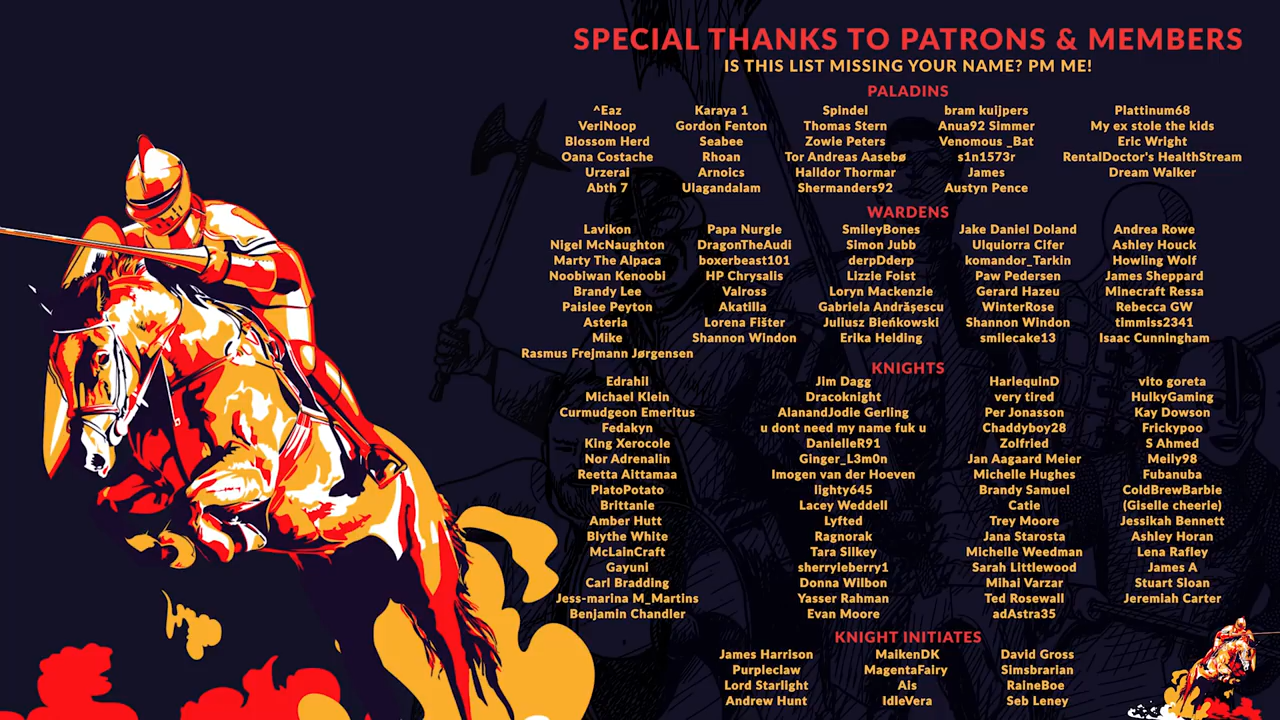 SPECIAL THANKS TO PATRONS & MEMBERS
IS THIS LIST MISSING YOUR NAME? PM ME!
PALADINS
^Eaz Karaya 1 Spindel bram kuijpers Plattinum68
VerlNoop Gordon Fenton Thomas Stern Anua92 Simmer My ex stole the kids
Blossom Herd Seabee Zowie Peters Venomous _Bat Eric Wright
Oana Costache Rhoan Tor Andreas Aasebø s1n1573r RentalDoctor's HealthStream
Urzeral Arnoics Halldor Thormar James Dream Walker
Abth 7 Ulagandalam Shermanders92 Austyn Pence
WARDENS
Lavikon Papa Nurgle SmileyBones Jake Daniel Doland Andrea Rowe
Nigel McNaughton DragonTheAudi Simon Jubb Ulquiorra Cifer Ashley Houck
Marty The Alpaca boxerbeast101 derpDderp komandor_Tarkin Howling Wolf
Noobiwan Kenoobi HP Chrysalis Lizzie Foist Paw Pedersen James Sheppard
Brandy Lee Vaiross Loryn Mackenzie Gerard Hazeu Minecraft Ressa
Paislee Peyton Akatilla Gabriela Andrășescu WinterRose Rebecca GW
Asteria Lorena Fišter Juliusz Bieńkowski Shannon Windon timmiss2341
Mike Shannon Windon Erika Helding smilecake13 Isaac Cunningham
Rasmus Frejmann Jørgensen
KNIGHTS
Edrahil Jim Dagg HarlequinD vito goreta
Michael Klein Dracoknight very tired HulkyGaming
Curmudgeon Emeritus AlanandJodie Gerling Per Jonasson Kay Dowson
Fedakyn u dont need my name fuk u Chaddyboy28 Frickypoo
King Xerocole DanielleR91 Zolfried S Ahmed
Nor Adrenalin Ginger_L3m0n Jan Aagaard Meier Meily98
Reetta Aittamaa Imogen van der Hoeven Michelle Hughes Fubanuba
PlatoPotato lighty645 Brandy Samuel ColdBrewBarbie
Brittanie Lacey Weddell Catie (Giselle cheerie)
Amber Hutt Lyfted Trey Moore Jessikah Bennett
Blythe White Ragnorak Jana Starosta Ashley Horan
McLainCraft Tara Silkey Michelle Weedman Lena Rafley
Gayuni sherryleberry1 Sarah Littlewood James A
Carl Bradding Donna Wilbon Mihai Varzar Stuart Sloan
Jess-marina M_Martins Yasser Rahman Ted Rosewall Jeremiah Carter
Benjamin Chandler Evan Moore adAstra35
KNIGHT INITIATES
James Harrison MaikenDK David Gross
Purpleclaw MagentaFairy Simsbrarian
Lord Starlight Ais RaineBoe
Andrew Hunt IdleVera Seb Leney